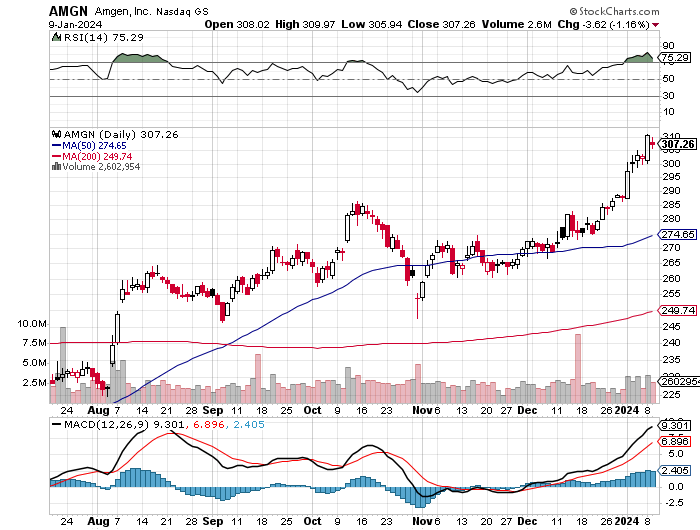 AMGN Amgen, Inc. Nasdaq GS © StockCharts.com
9-Jan-2024 Open 308.02 High 309.97 Low 305.94 Close 307.26 Volume 2.6M Chg -3.62 (-1.16%)
RSI(14) 75.29
90
75.29
70
50
30
10
AMGN (Daily) 307.26
MA(50) 274.65
MA(200) 249.74
Volume 2,602,954
310
307.26
305
300
295
290
285
280
274.65
270
265
260
255
249.74
245
240
235
230
2602954
225
10.0M
7.5M
5.0M
2.5M
24 Aug 7 14 21 28 Sep 11 18 25 Oct 9 16 23 Nov 6 13 20 27 Dec 11 18 26 2024 8
MACD(12,26,9) 9.301, 6.896, 2.405
9.301
6.896
5.0
2.405
0.0
-2.5
24 Aug 7 14 21 28 Sep 11 18 25 Oct 9 16 23 Nov 6 13 20 27 Dec 11 18 26 2024 8